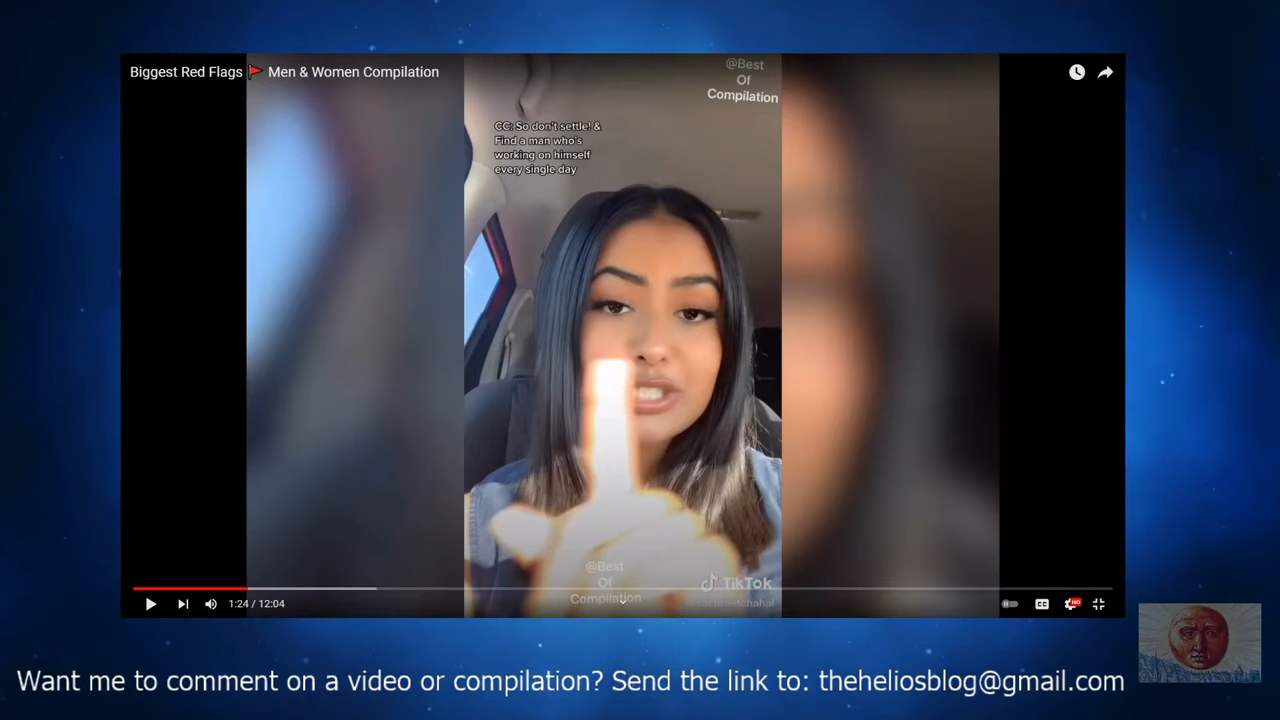 Biggest Red Flags 🚩 Men & Women Compilation
@Best
Of
Compilation
CC: So don't settle! &
Find a man who's
working on himself
every single day
@Best
Of
Compilation
TikTok
1:24 / 12:04
CC
HD
Want me to comment on a video or compilation? Send the link to: theheliosblog@gmail.com